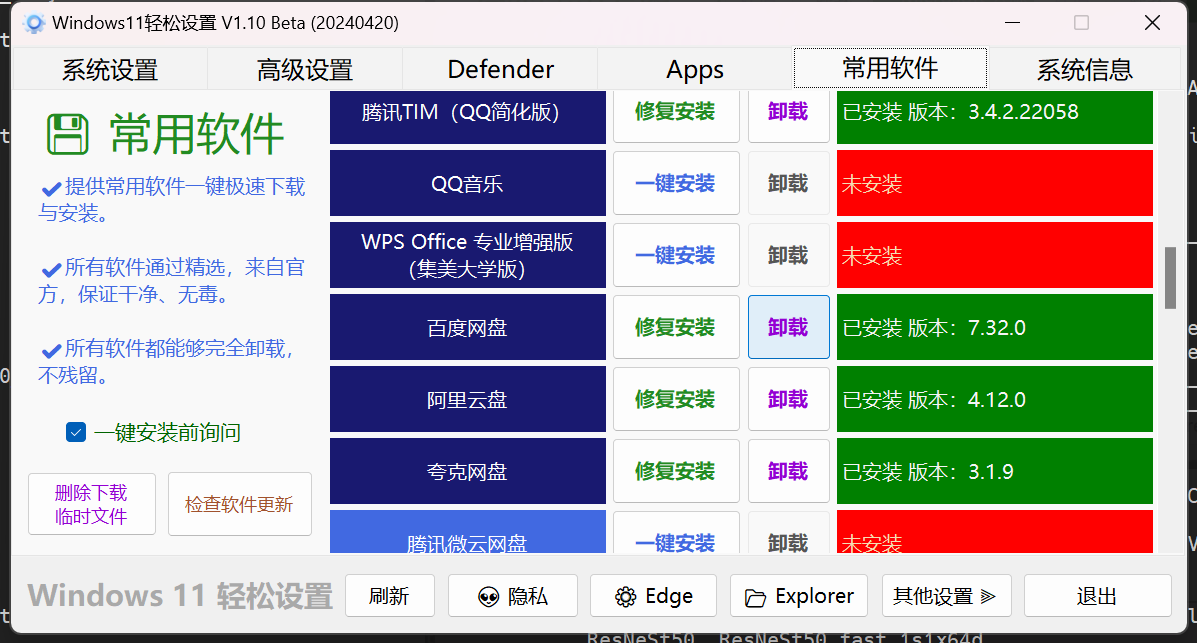 Windows11轻松设置 V1.10 Beta (20240420)
系统设置 高级设置 Defender Apps 常用软件 系统信息
常用软件
提供常用软件一键极速下载
与安装。
所有软件通过精选，来自官
方，保证干净、无毒。
所有软件都能够完全卸载，
不残留。
一键安装前询问
删除下载
临时文件
检查软件更新
腾讯TIM（QQ简化版） 修复安装 卸载 已安装 版本：3.4.2.22058
QQ音乐 一键安装 卸载 未安装
WPS Office 专业增强版
（集美大学版） 一键安装 卸载 未安装
百度网盘 修复安装 卸载 已安装 版本：7.32.0
阿里云盘 修复安装 卸载 已安装 版本：4.12.0
夸克网盘 修复安装 卸载 已安装 版本：3.1.9
腾讯微云网盘 一键安装 卸载 未安装
Windows 11 轻松设置 刷新 隐私 Edge Explorer 其他设置 退出
ResNeSt50 ResNeSt50_fast_1s1x64d